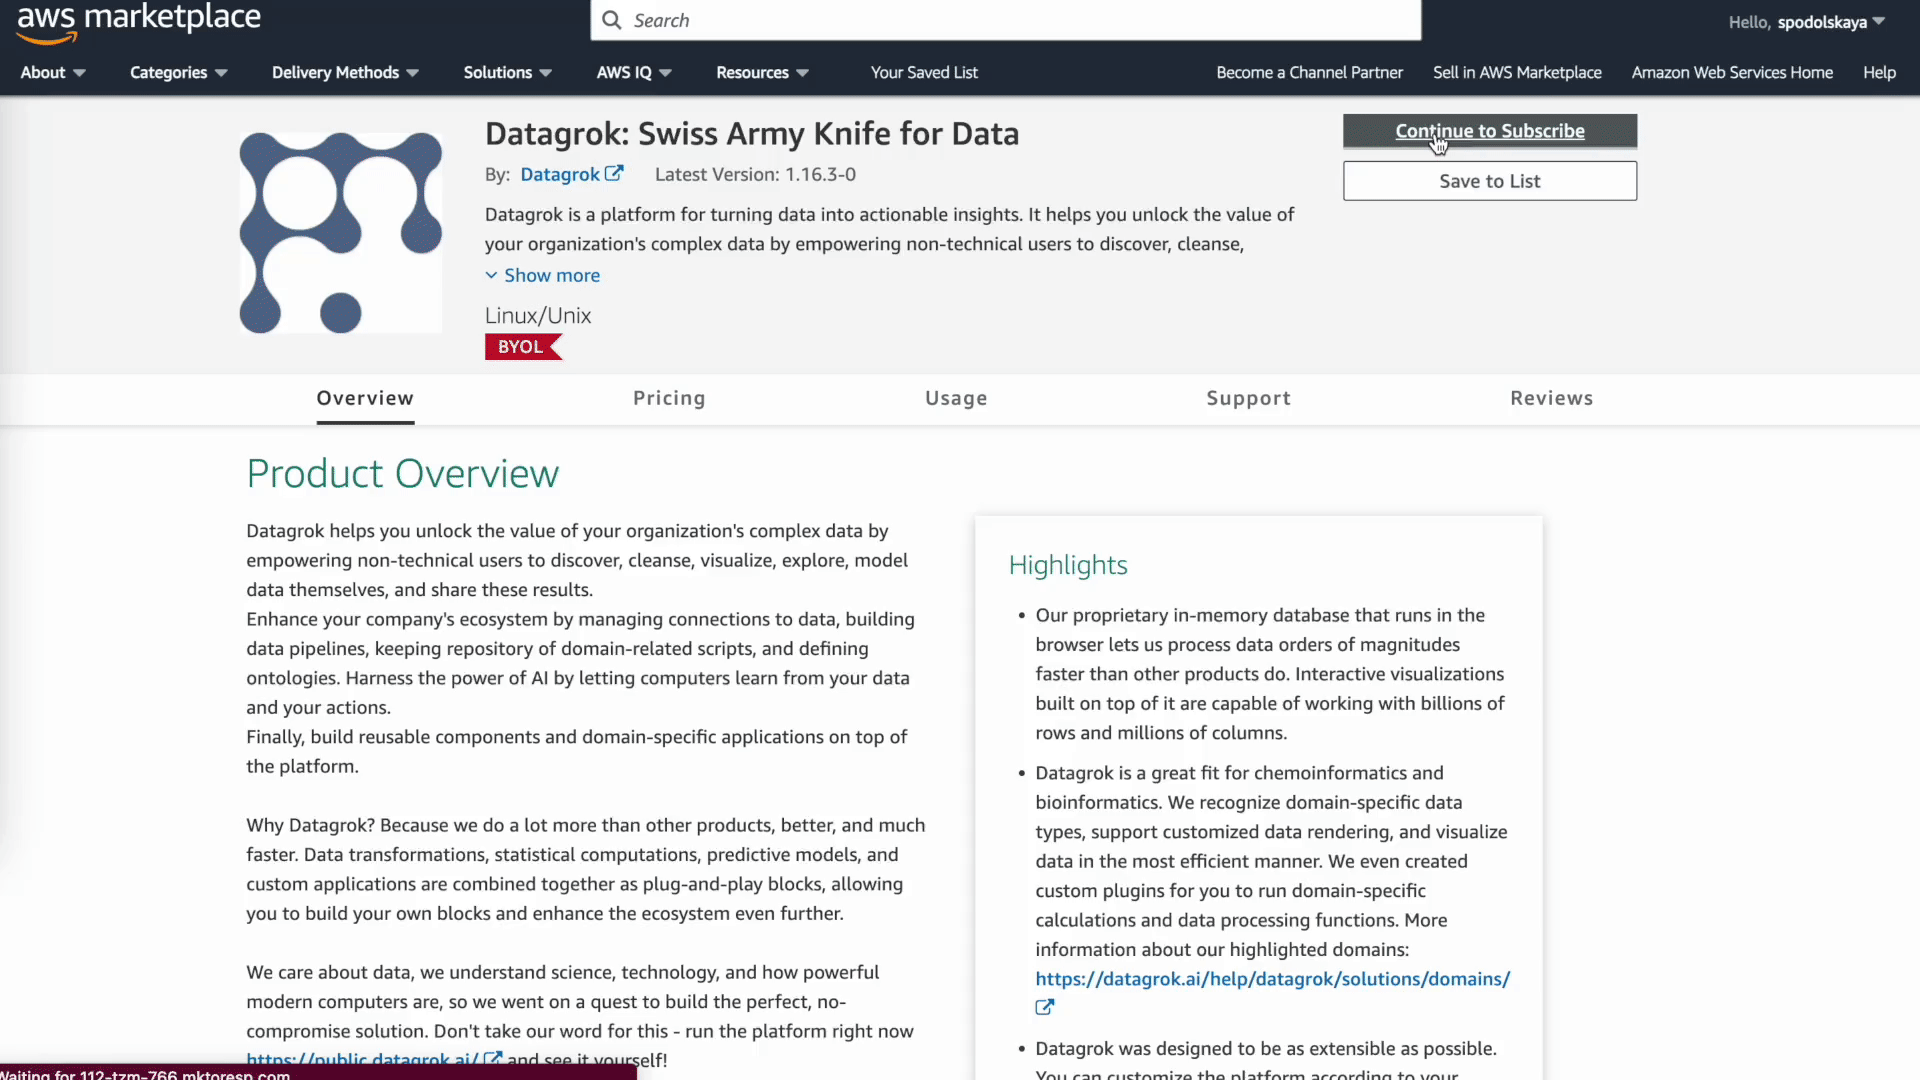 aws marketplace
Search
Hello, spodolskaya
About
Categories
Delivery Methods
Solutions
AWS IQ
Resources
Your Saved List
Become a Channel Partner
Sell in AWS Marketplace
Amazon Web Services Home
Help
Datagrok: Swiss Army Knife for Data
By: Datagrok Latest Version: 1.16.3-0
Datagrok is a platform for turning data into actionable insights. It helps you unlock the value of
your organization's complex data by empowering non-technical users to discover, cleanse,
Show more
Linux/Unix
BYOL
Continue to Subscribe
Save to List
Overview
Pricing
Usage
Support
Reviews
Product Overview
Datagrok helps you unlock the value of your organization's complex data by
empowering non-technical users to discover, cleanse, visualize, explore, model
data themselves, and share these results.
Enhance your company's ecosystem by managing connections to data, building
data pipelines, keeping repository of domain-related scripts, and defining
ontologies. Harness the power of AI by letting computers learn from your data
and your actions.
Finally, build reusable components and domain-specific applications on top of
the platform.
Why Datagrok? Because we do a lot more than other products, better, and much
faster. Data transformations, statistical computations, predictive models, and
custom applications are combined together as plug-and-play blocks, allowing
you to build your own blocks and enhance the ecosystem even further.
We care about data, we understand science, technology, and how powerful
modern computers are, so we went on a quest to build the perfect, no-
compromise solution. Don't take our word for this - run the platform right now
https://public.datagrok.ai/ and see it yourself!
Waiting for 112-tzm-766.mktoresp.com
Highlights
• Our proprietary in-memory database that runs in the
browser lets us process data orders of magnitudes
faster than other products do. Interactive visualizations
built on top of it are capable of working with billions of
rows and millions of columns.
• Datagrok is a great fit for chemoinformatics and
bioinformatics. We recognize domain-specific data
types, support customized data rendering, and visualize
data in the most efficient manner. We even created
custom plugins for you to run domain-specific
calculations and data processing functions. More
information about our highlighted domains:
https://datagrok.ai/help/datagrok/solutions/domains/
• Datagrok was designed to be as extensible as possible.
You can customize the platform according to your